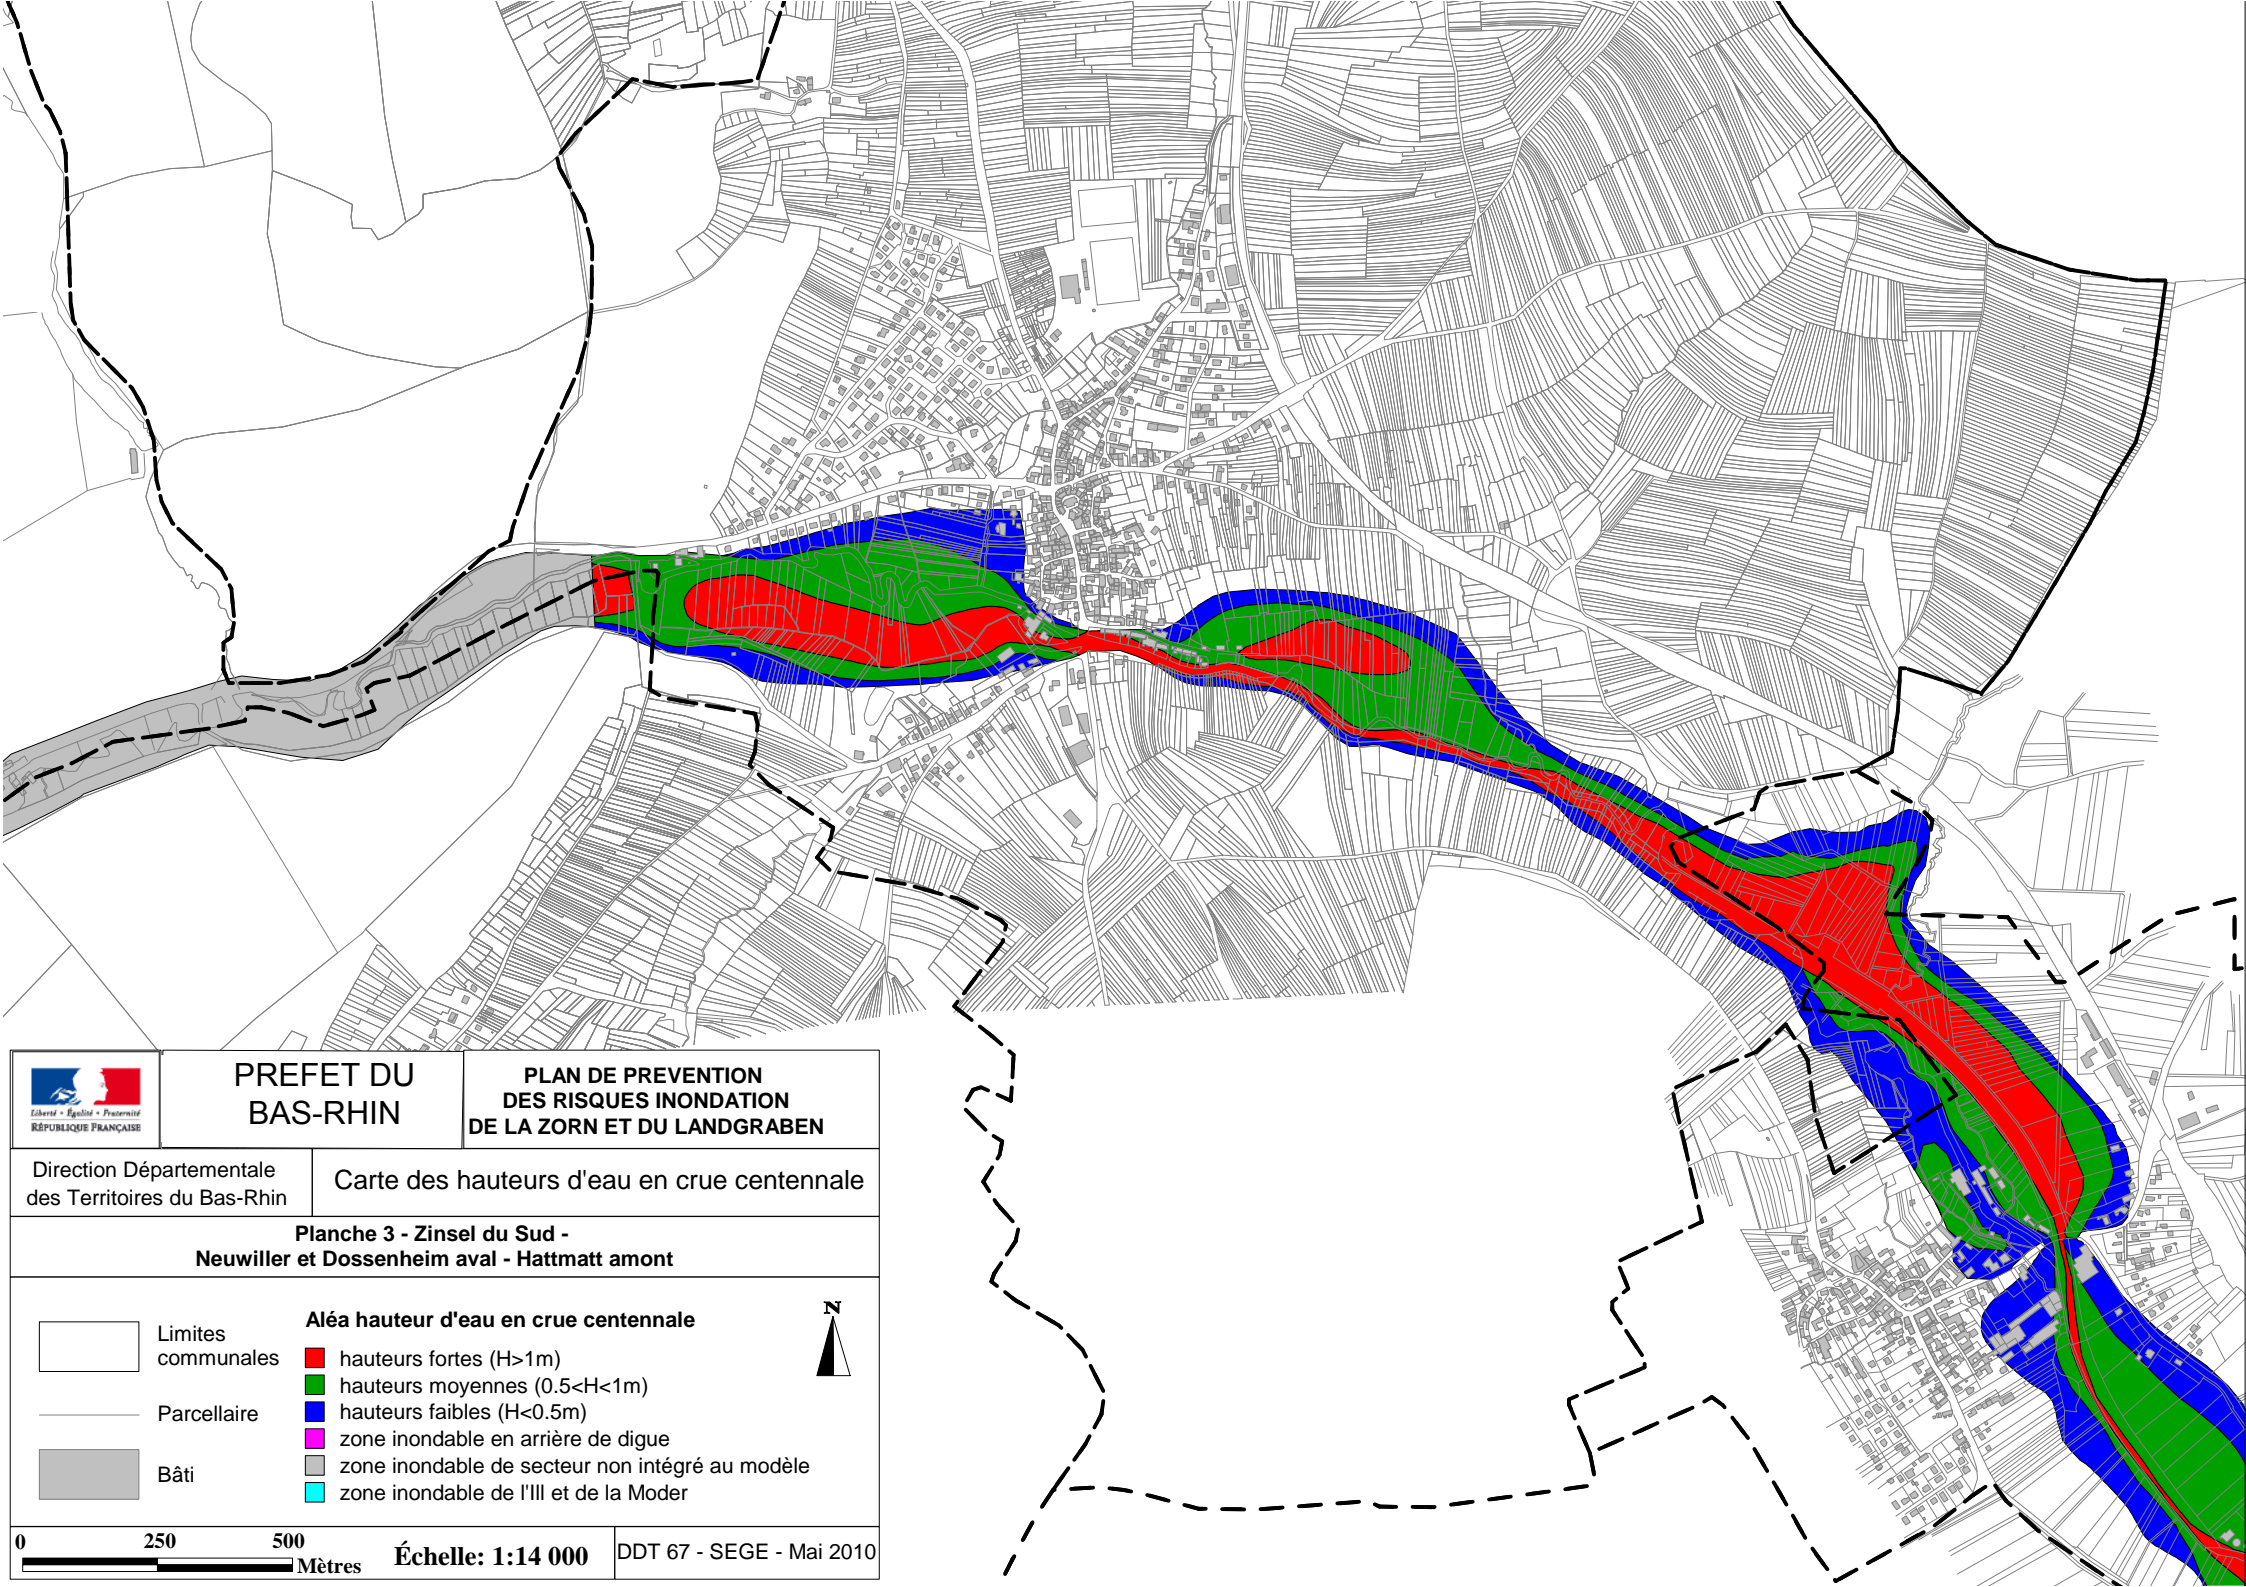 Liberté • Égalité • Fraternité
RÉPUBLIQUE FRANÇAISE
PREFET DU
BAS-RHIN
PLAN DE PREVENTION
DES RISQUES INONDATION
DE LA ZORN ET DU LANDGRABEN
Direction Départementale
des Territoires du Bas-Rhin
Carte des hauteurs d'eau en crue centennale
Planche 3 - Zinsel du Sud -
Neuwiller et Dossenheim aval - Hattmatt amont
Limites
communales
Parcellaire
Bâti
Aléa hauteur d'eau en crue centennale
hauteurs fortes (H>1m)
hauteurs moyennes (0.5<H<1m)
hauteurs faibles (H<0.5m)
zone inondable en arrière de digue
zone inondable de secteur non intégré au modèle
zone inondable de l'Ill et de la Moder
N
0 250 500
Mètres
Échelle: 1:14 000
DDT 67 - SEGE - Mai 2010